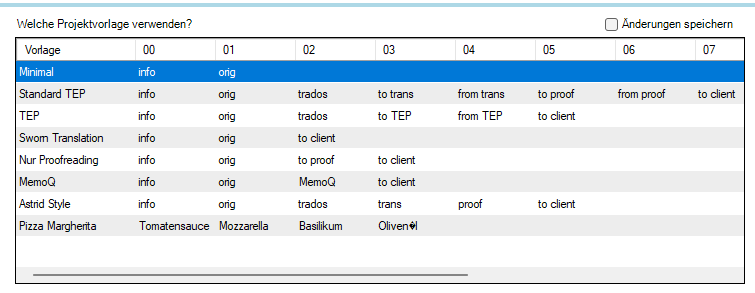 Welche Projektvorlage verwenden? Änderungen speichern
Vorlage 00 01 02 03 04 05 06 07
Minimal info orig
Standard TEP info orig trados to trans from trans to proof from proof to client
TEP info orig trados to TEP from TEP to client
Sworn Translation info orig to client
Nur Proofreading info orig to proof to client
MemoQ info orig MemoQ to client
Astrid Style info orig trados trans proof to client
Pizza Margherita Tomatensauce Mozzarella Basilikum Oliven�l